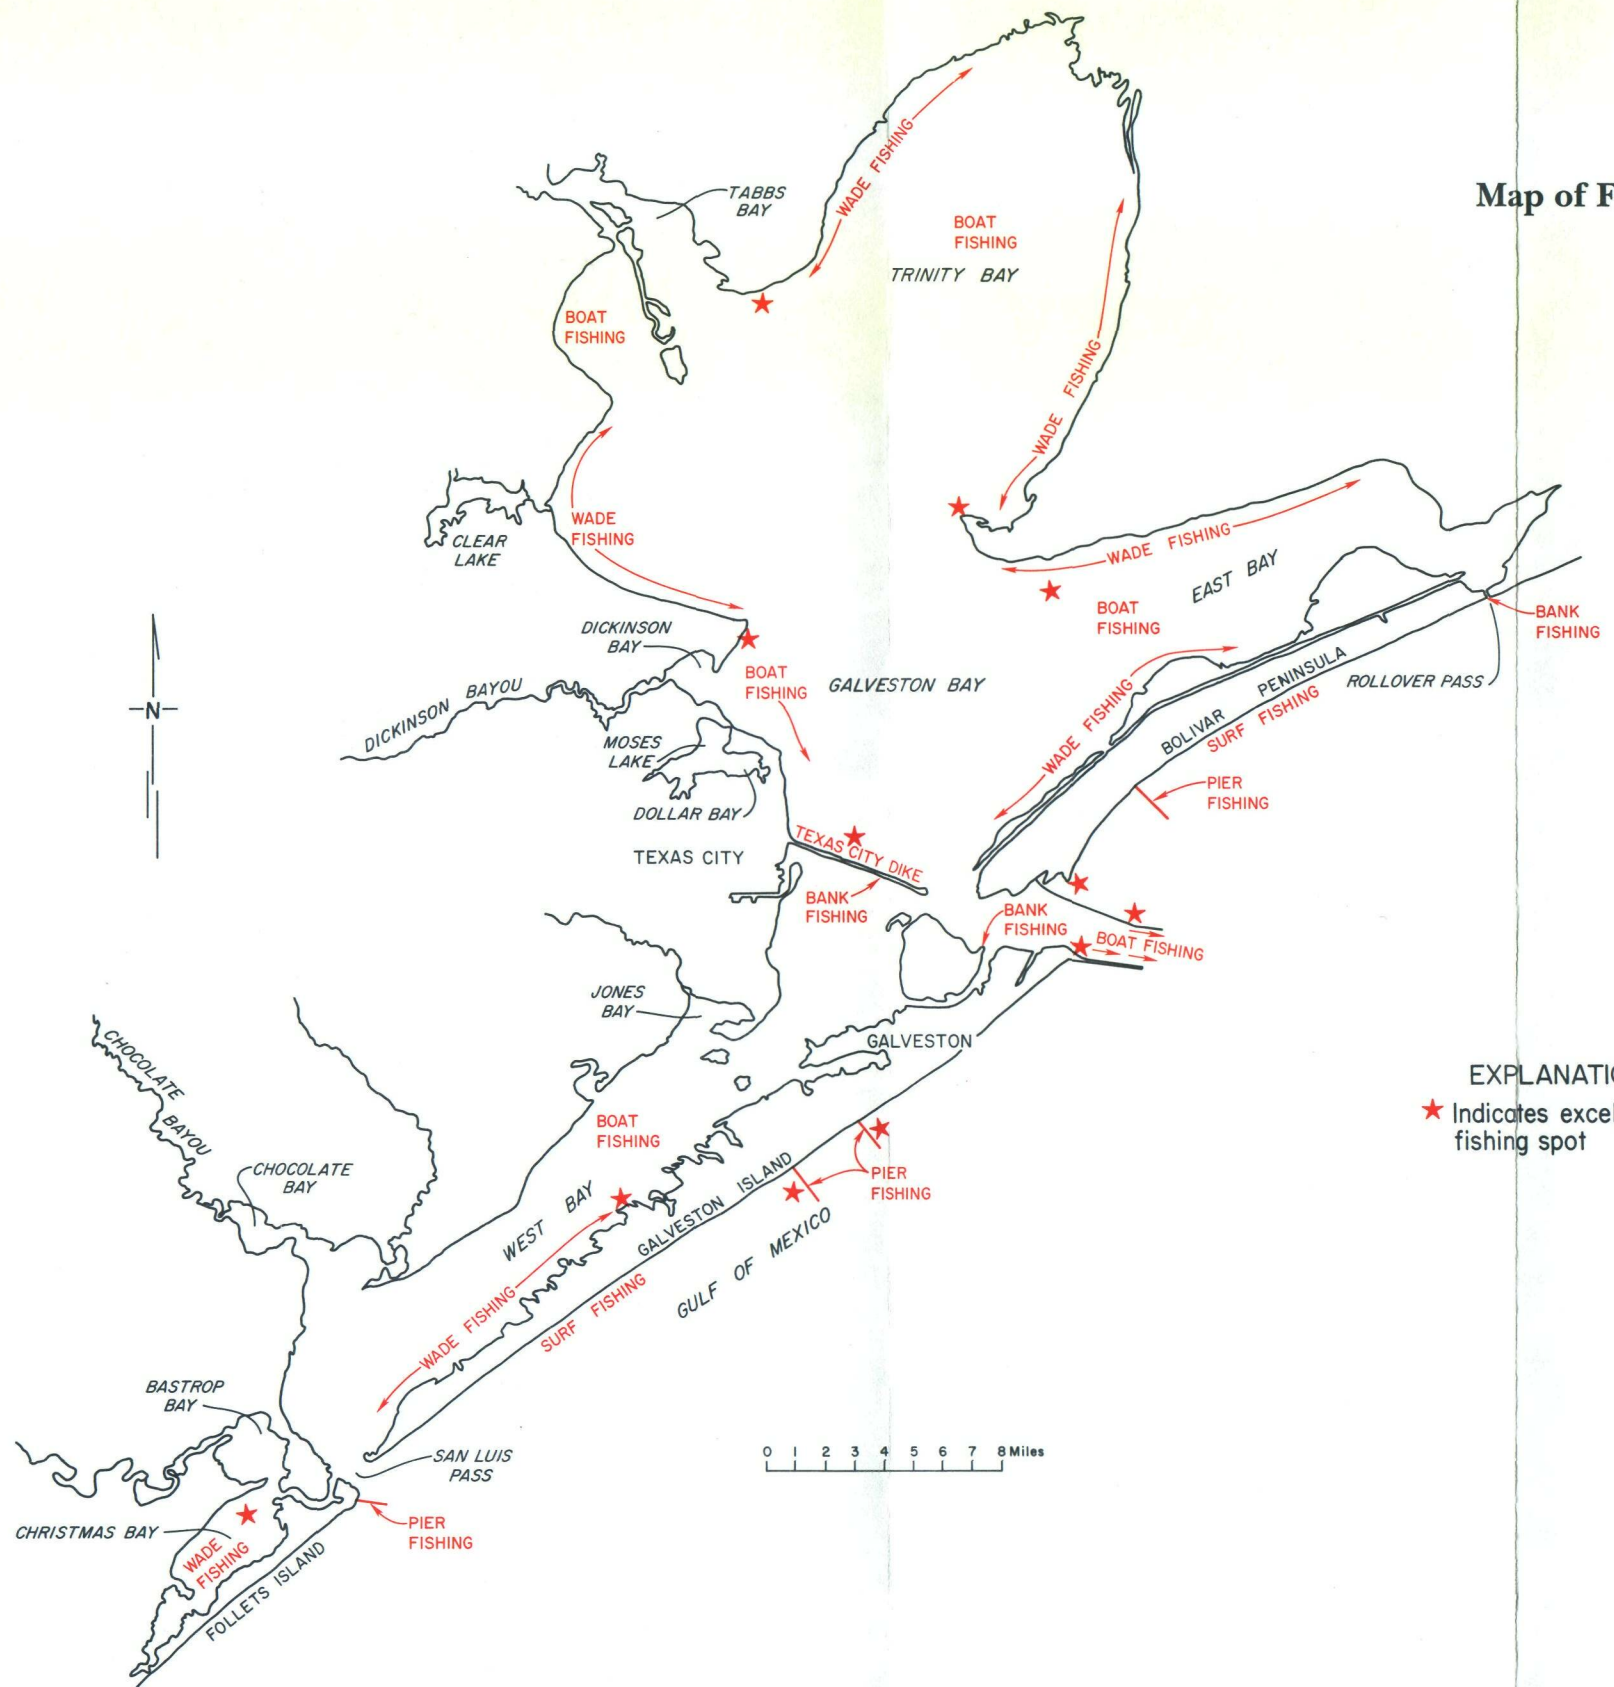 TABBS
BAY
Map of F
WADE FISHING
BOAT
FISHING
TRINITY BAY
BOAT
FISHING
WADE FISHING
WADE
FISHING
CLEAR
LAKE
WADE FISHING
EAST BAY
BOAT
FISHING
BANK
FISHING
DICKINSON
BAY
BOAT
FISHING
GALVESTON BAY
ROLLOVER PASS
DICKINSON BAYOU
WADE FISHING
BOLIVAR PENINSULA
SURF FISHING
N
MOSES
LAKE
PIER
FISHING
DOLLAR BAY
TEXAS CITY
TEXAS CITY DIKE
BANK
FISHING
BANK
FISHING
BOAT FISHING
JONES
BAY
GALVESTON
CHOCOLATE
BAYOU
EXPLANATIO
Indicates excel
fishing spot
BOAT
FISHING
CHOCOLATE
BAY
PIER
FISHING
WEST BAY
GALVESTON ISLAND
GULF OF MEXICO
WADE FISHING
SURF FISHING
BASTROP
BAY
SAN LUIS
PASS
0 1 2 3 4 5 6 7 8 Miles
CHRISTMAS BAY
PIER
FISHING
WADE
FISHING
FOLLETS ISLAND